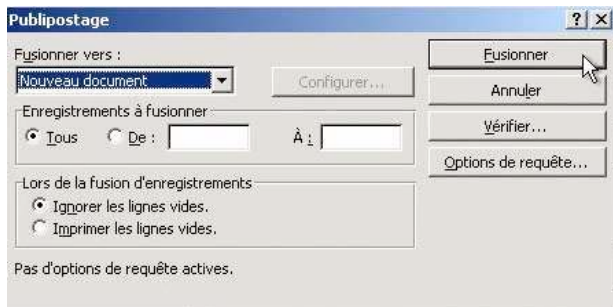 Publipostage
Fusionner vers :
Nouveau document
Configurer...
Enregistrements à fusionner
Tous
De :
À :
Lors de la fusion d'enregistrements
Ignorer les lignes vides.
Imprimer les lignes vides.
Pas d'options de requête actives.
Fusionner
Annuler
Vérifier...
Options de requête...